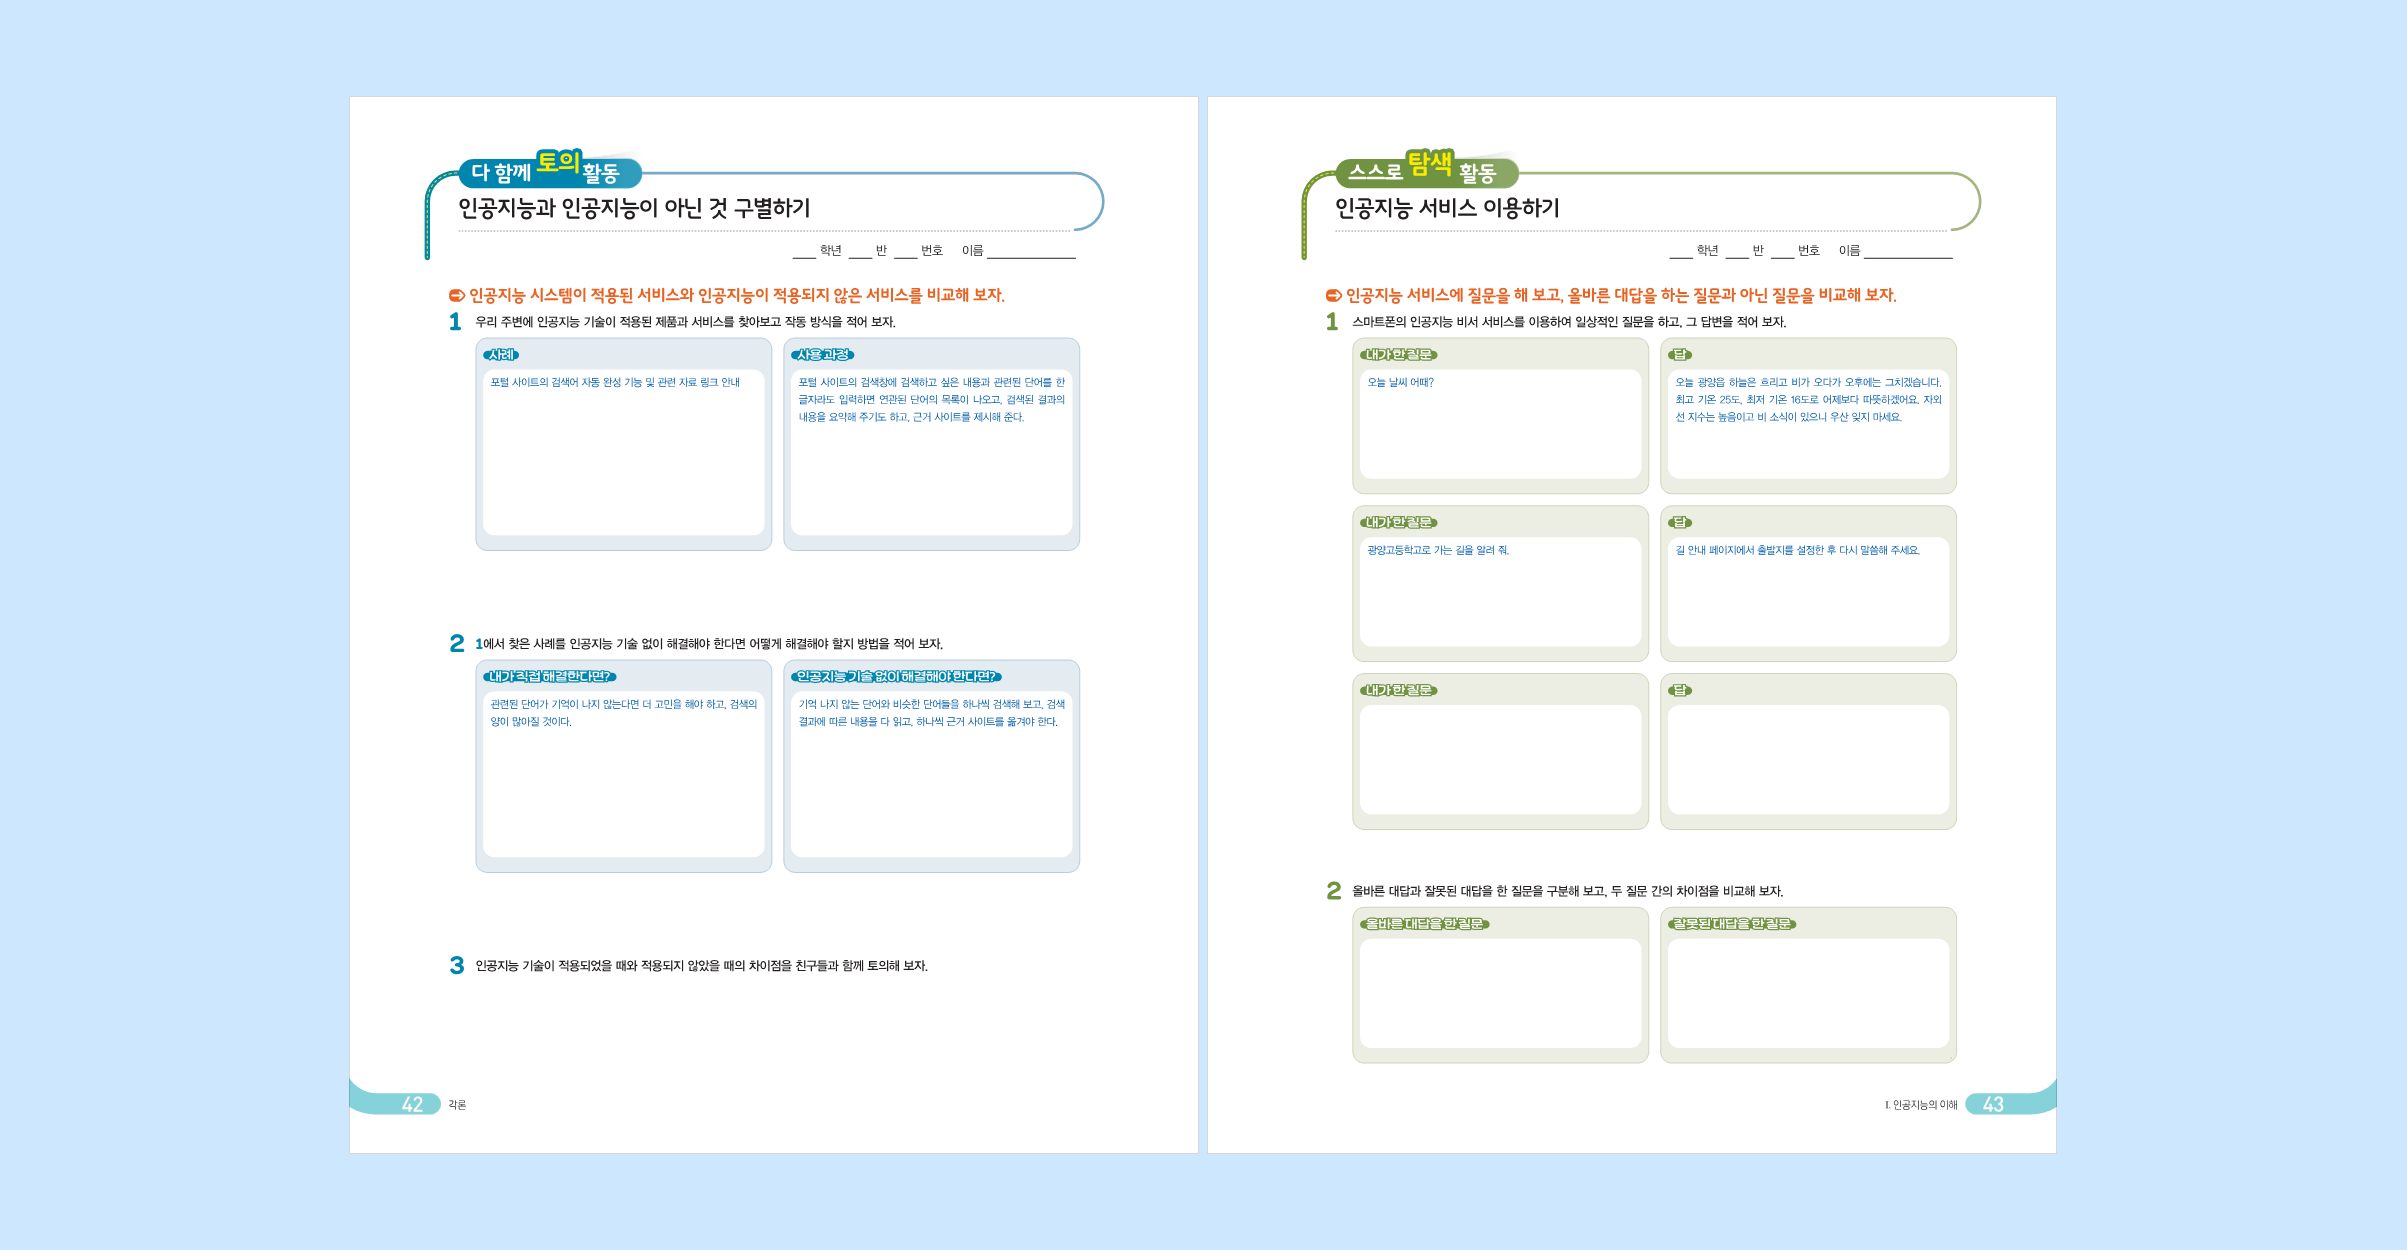 다 함께 토의 활동
인공지능과 인공지능이 아닌 것 구별하기
학년 반 번호 이름
인공지능 시스템이 적용된 서비스와 인공지능이 적용되지 않은 서비스를 비교해 보자.
1 우리 주변에 인공지능 기술이 적용된 제품과 서비스를 찾아보고 작동 방식을 적어 보자.
사례
포털 사이트의 검색어 자동 완성 기능 및 관련 자료 링크 안내
사용 과정
포털 사이트의 검색창에 검색하고 싶은 내용과 관련된 단어를 한
글자라도 입력하면 연관된 단어의 목록이 나오고, 검색된 결과의
내용을 요약해 주기도 하고, 근거 사이트를 제시해 준다.
2 1에서 찾은 사례를 인공지능 기술 없이 해결해야 한다면 어떻게 해결해야 할지 방법을 적어 보자.
내가 직접 해결한다면?
관련된 단어가 기억이 나지 않는다면 더 고민을 해야 하고, 검색의
양이 많아질 것이다.
인공지능 기술 없이 해결해야 한다면?
기억 나지 않는 단어와 비슷한 단어들을 하나씩 검색해 보고, 검색
결과에 따른 내용을 다 읽고, 하나씩 근거 사이트를 옮겨야 한다.
3 인공지능 기술이 적용되었을 때와 적용되지 않았을 때의 차이점을 친구들과 함께 토의해 보자.
42 각론
스스로 탐색 활동
인공지능 서비스 이용하기
학년 반 번호 이름
인공지능 서비스에 질문을 해 보고, 올바른 대답을 하는 질문과 아닌 질문을 비교해 보자.
1 스마트폰의 인공지능 비서 서비스를 이용하여 일상적인 질문을 하고, 그 답변을 적어 보자.
내가 한 질문
오늘 날씨 어때?
답
오늘 광양읍 하늘은 흐리고 비가 오다가 오후에는 그치겠습니다.
최고 기온 25도, 최저 기온 16도로 어제보다 따뜻하겠어요. 자외
선 지수는 높음이고 비 소식이 있으니 우산 잊지 마세요.
내가 한 질문
광양고등학교로 가는 길을 알려 줘.
답
길 안내 페이지에서 출발지를 설정한 후 다시 말씀해 주세요.
내가 한 질문
답
2 올바른 대답과 잘못된 대답을 한 질문을 구분해 보고, 두 질문 간의 차이점을 비교해 보자.
올바른 대답을 한 질문
잘못된 대답을 한 질문
I. 인공지능의 이해 43